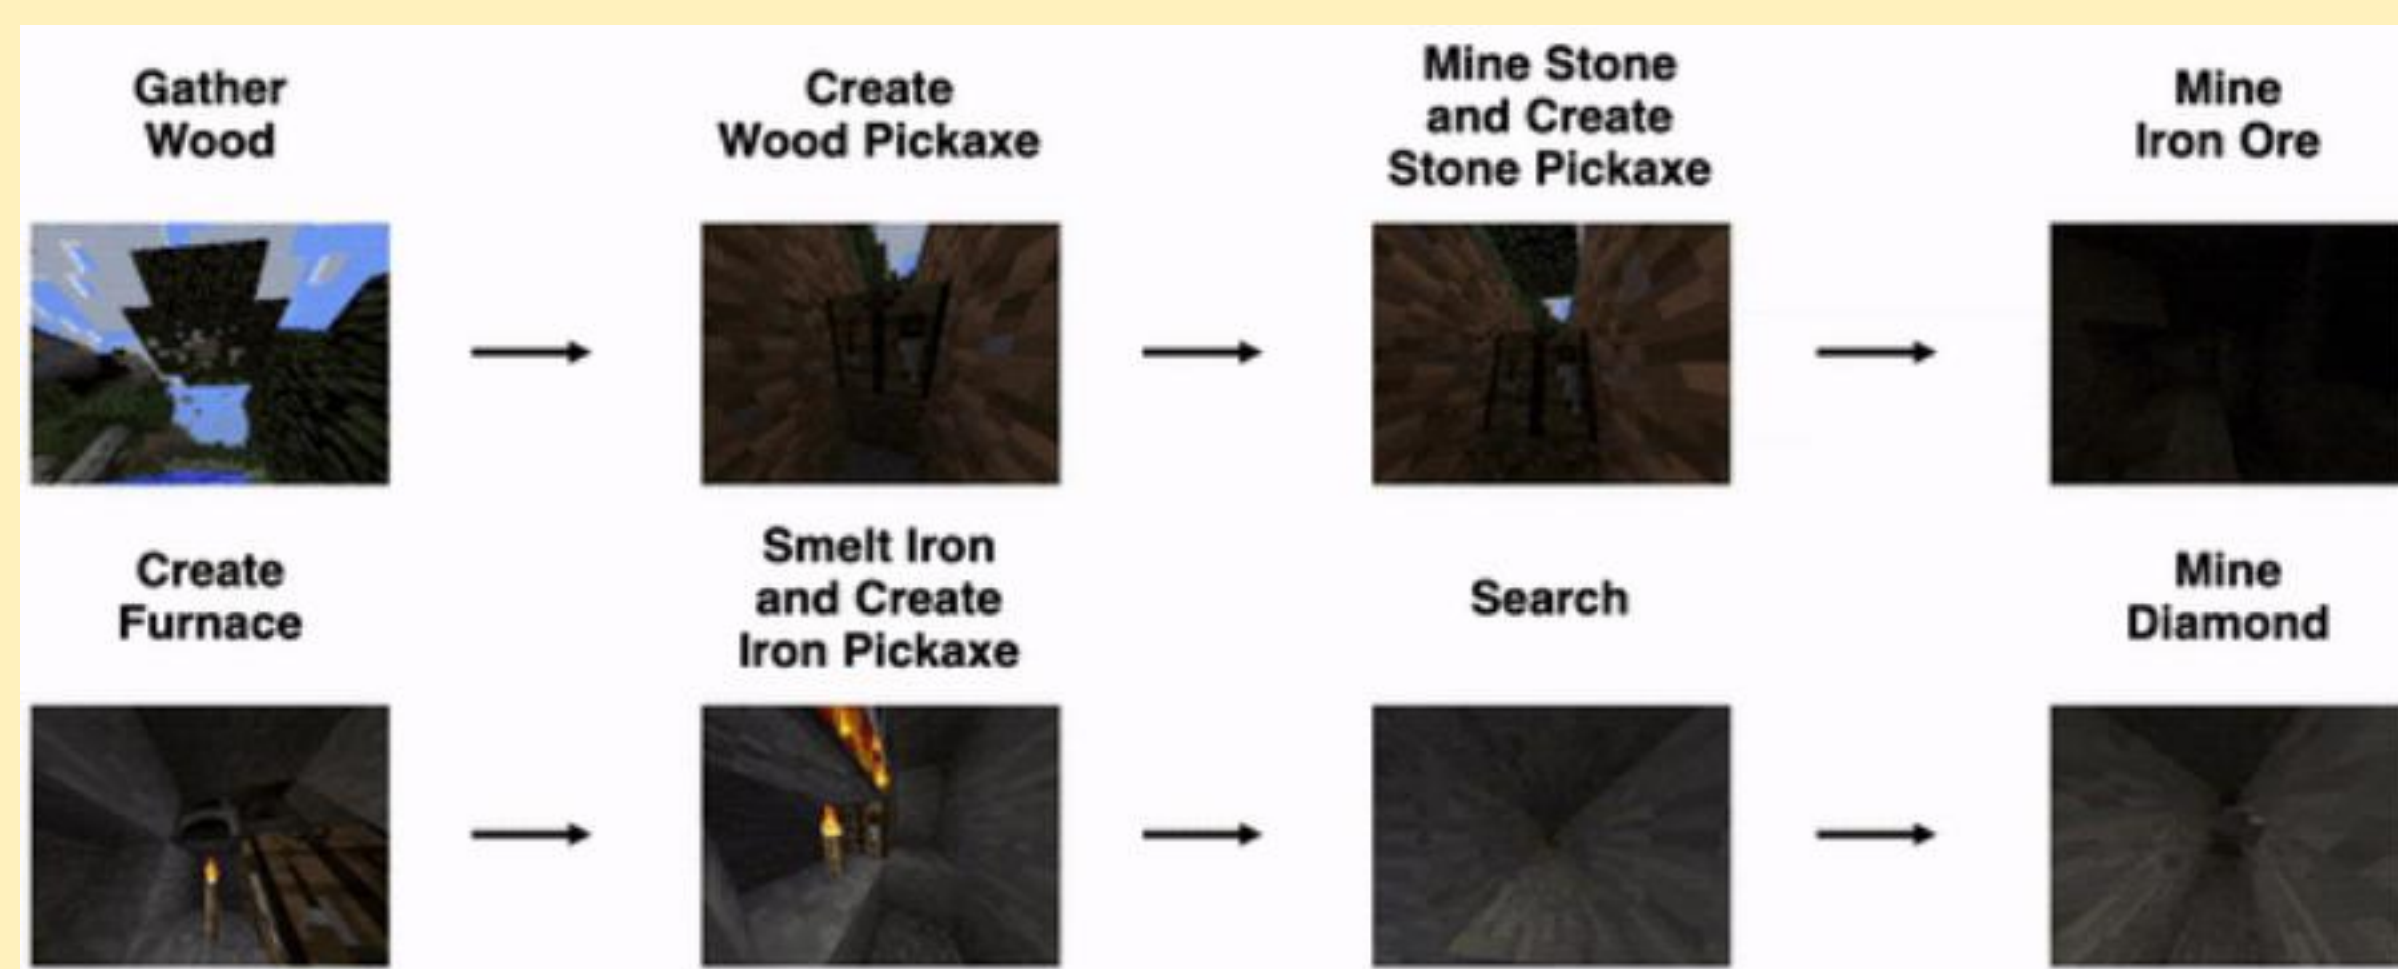 Gather
Wood
Create
Wood Pickaxe
Mine Stone
and Create
Stone Pickaxe
Mine
Iron Ore
Create
Furnace
Smelt Iron
and Create
Iron Pickaxe
Search
Mine
Diamond